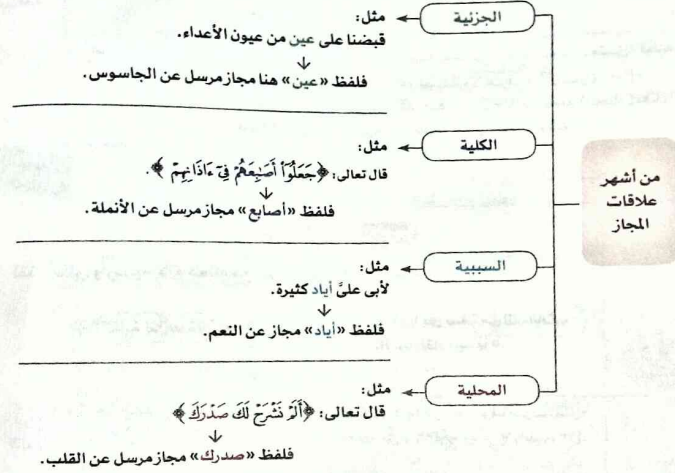 من أشهر
علاقات
المجاز
الجزئية
مثل:
قبضنا على عين من عيون الأعداء.
فلفظ «عين» هنا مجاز مرسل عن الجاسوس.
الكلية
مثل:
قال تعالى: ﴿جَعَلُوٓاْ أَصَٰبِعَهُمۡ فِيٓ ءَاذَانِهِمۡ﴾.
فلفظ «أصابع» مجاز مرسل عن الأنملة.
السببية
مثل:
لأبى علىَّ أياد كثيرة.
فلفظ «أياد» مجاز عن النعم.
المحلية
مثل:
قال تعالى: ﴿أَلَمۡ نَشۡرَحۡ لَكَ صَدۡرَكَ﴾
فلفظ «صدرك» مجاز مرسل عن القلب.